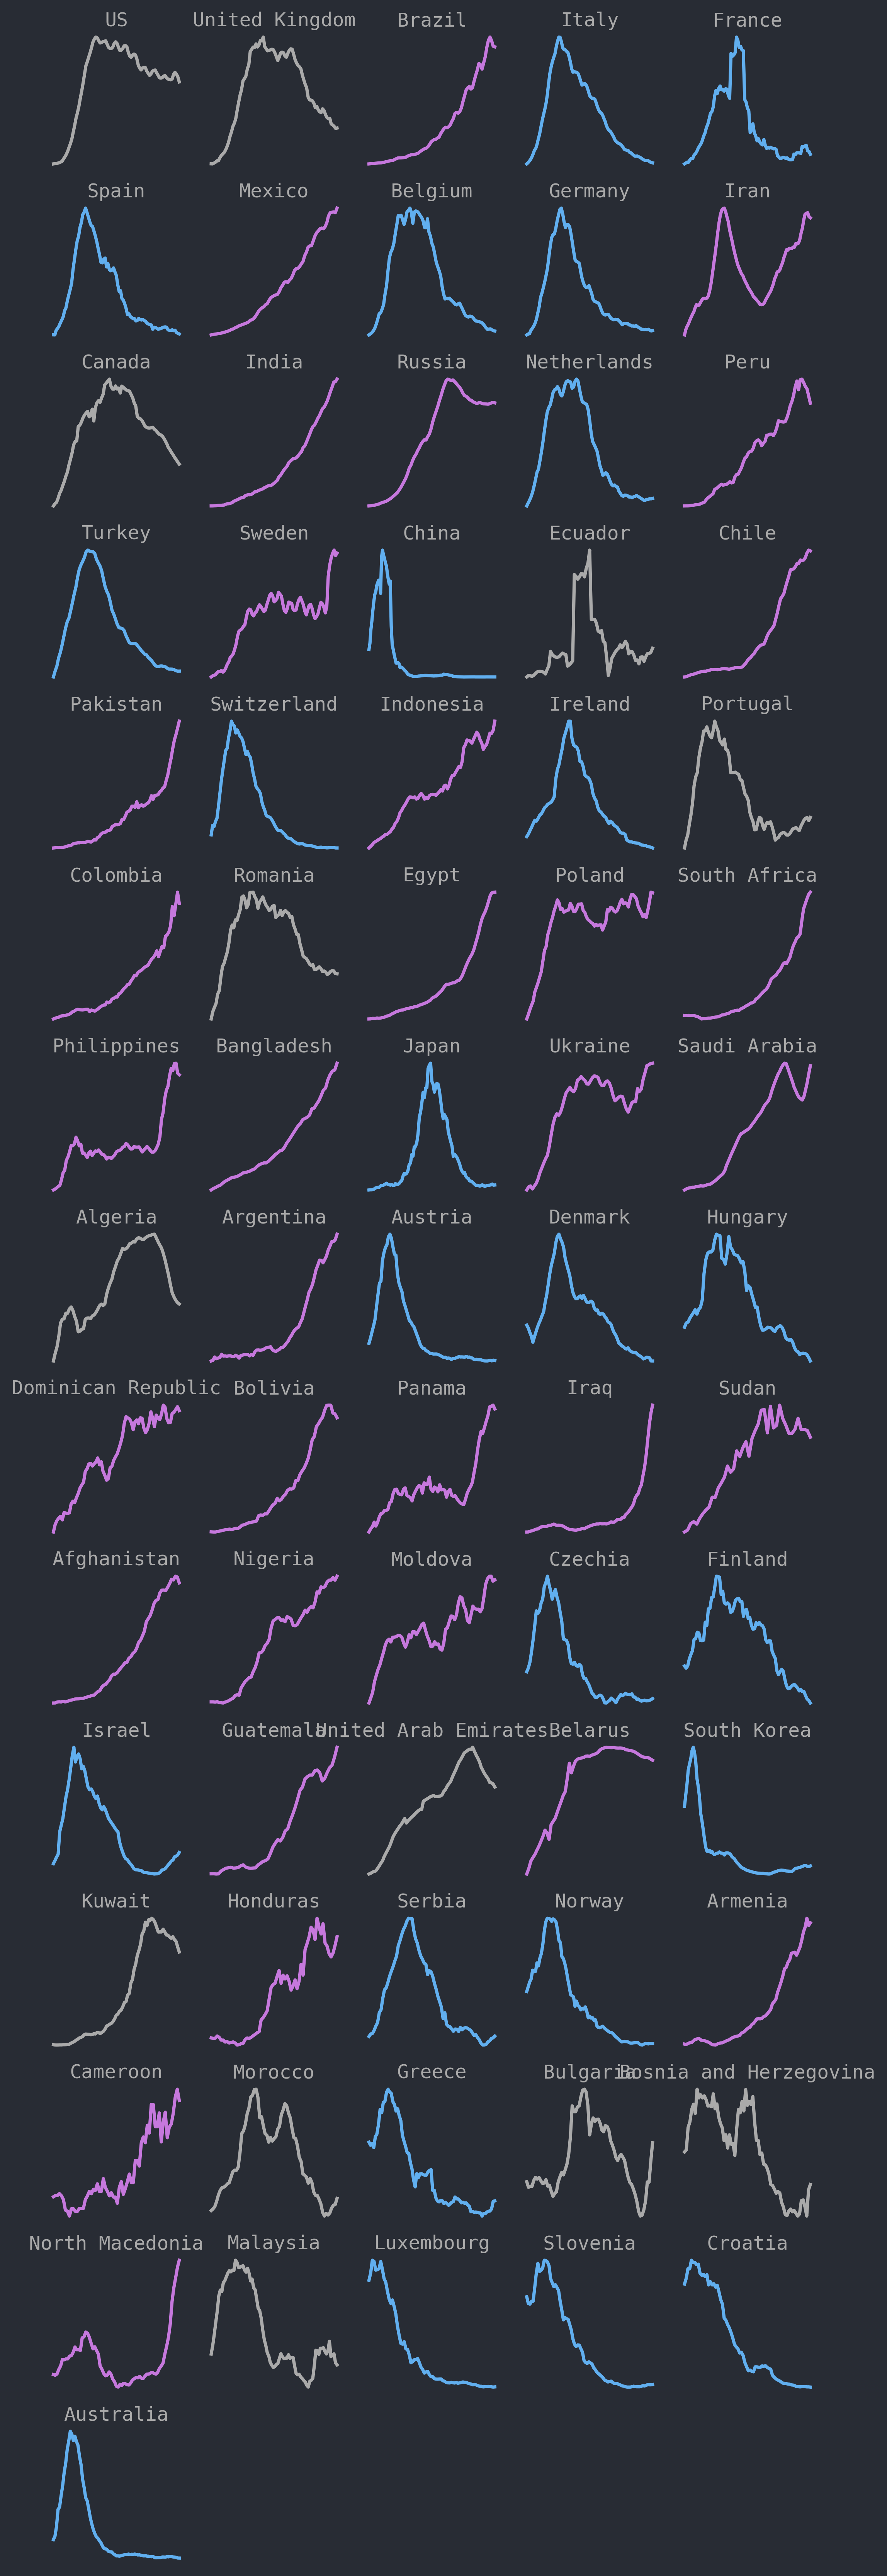 US
United Kingdom
Brazil
Italy
France
Spain
Mexico
Belgium
Germany
Iran
Canada
India
Russia
Netherlands
Peru
Turkey
Sweden
China
Ecuador
Chile
Pakistan
Switzerland
Indonesia
Ireland
Portugal
Colombia
Romania
Egypt
Poland
South Africa
Philippines
Bangladesh
Japan
Ukraine
Saudi Arabia
Algeria
Argentina
Austria
Denmark
Hungary
Dominican Republic
Bolivia
Panama
Iraq
Sudan
Afghanistan
Nigeria
Moldova
Czechia
Finland
Israel
Guatemala
United Arab Emirates
Belarus
South Korea
Kuwait
Honduras
Serbia
Norway
Armenia
Cameroon
Morocco
Greece
Bulgaria
Bosnia and Herzegovina
North Macedonia
Malaysia
Luxembourg
Slovenia
Croatia
Australia